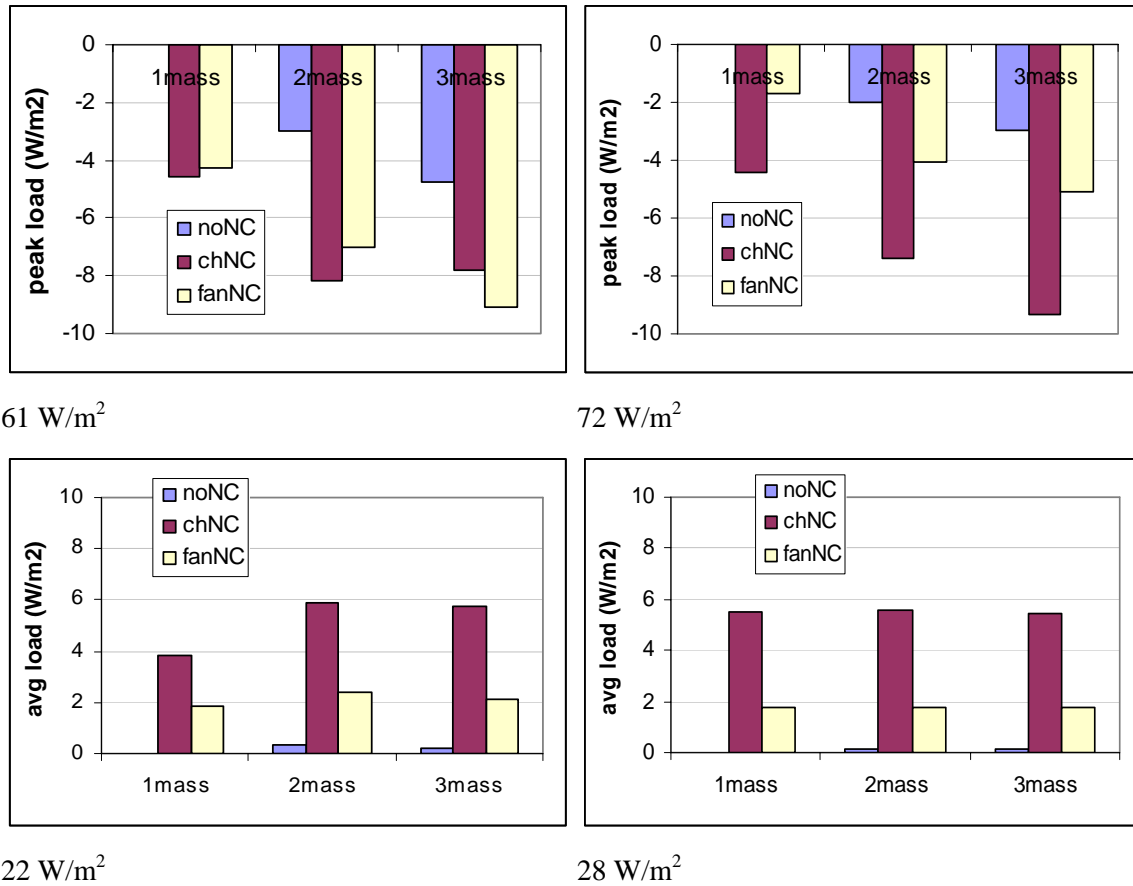 0
-2
-4
-6
-8
-10
peak load (W/m2)
1mass 2mass 3mass
noNC
chNC
fanNC
0
-2
-4
-6
-8
-10
peak load (W/m2)
1mass 2mass 3mass
noNC
chNC
fanNC
61 W/m²
72 W/m²
10
8
6
4
2
0
avg load (W/m2)
noNC
chNC
fanNC
1mass 2mass 3mass
10
8
6
4
2
0
avg load (W/m2)
noNC
chNC
fanNC
1mass 2mass 3mass
22 W/m²
28 W/m²